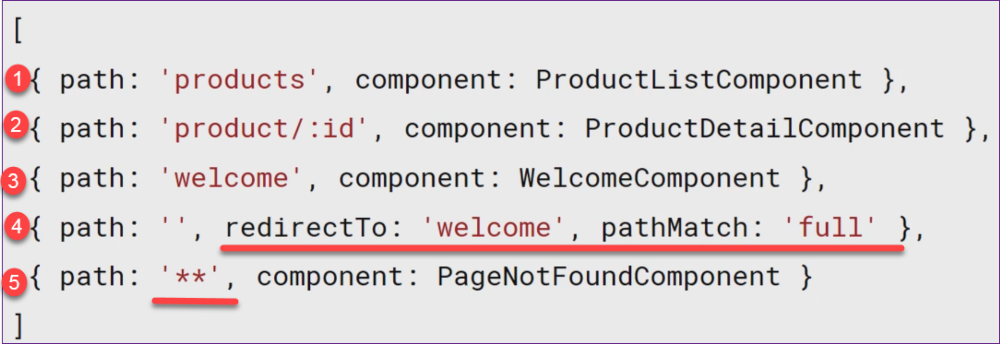 [
1 { path: 'products', component: ProductListComponent },
2 { path: 'product/:id', component: ProductDetailComponent },
3 { path: 'welcome', component: WelcomeComponent },
4 { path: '', redirectTo: 'welcome', pathMatch: 'full' },
5 { path: '**', component: PageNotFoundComponent }
]